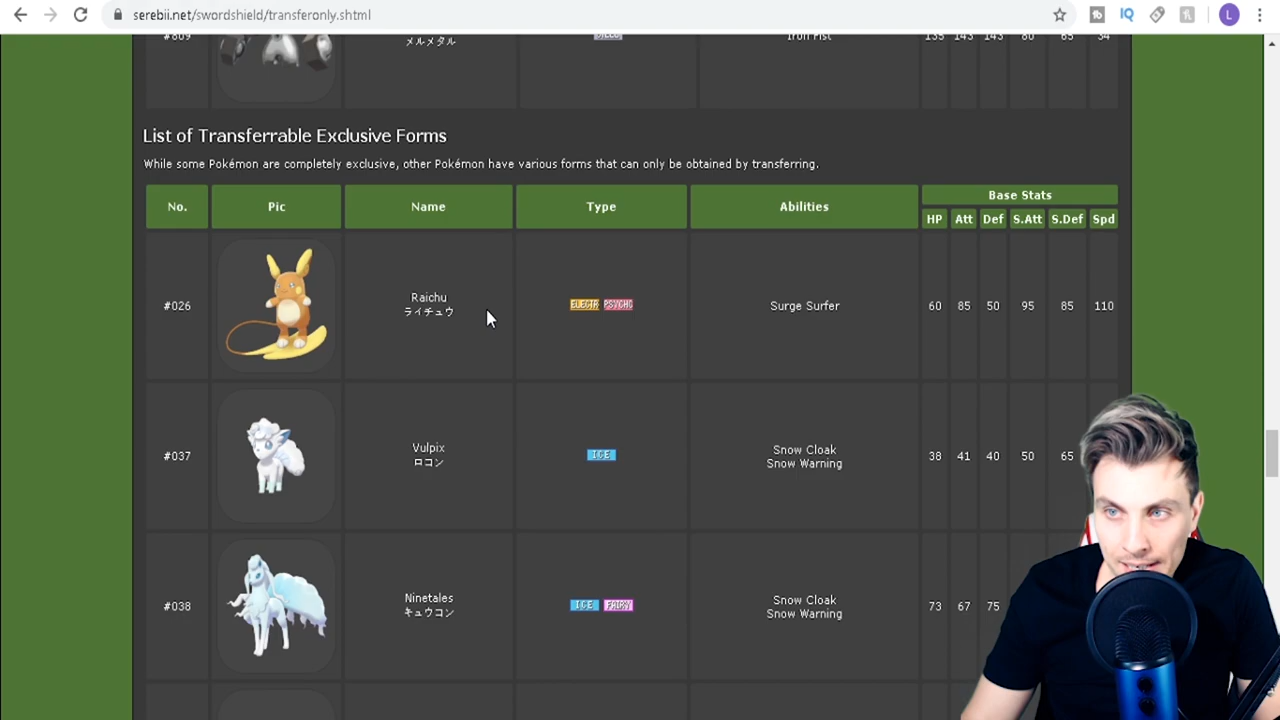 serebii.net/swordshield/transferonly.shtml
L
#809
メルメタル
STEEL
Iron Fist
135 143 143 80 65 34
List of Transferrable Exclusive Forms
While some Pokémon are completely exclusive, other Pokémon have various forms that can only be obtained by transferring.
No. Pic Name Type Abilities Base Stats
HP Att Def S.Att S.Def Spd
#026
Raichu
ライチュウ
ELECTR PSYCHC
Surge Surfer
60 85 50 95 85 110
#037
Vulpix
ロコン
ICE
Snow Cloak
Snow Warning
38 41 40 50 65
#038
Ninetales
キュウコン
ICE FAIRY
Snow Cloak
Snow Warning
73 67 75